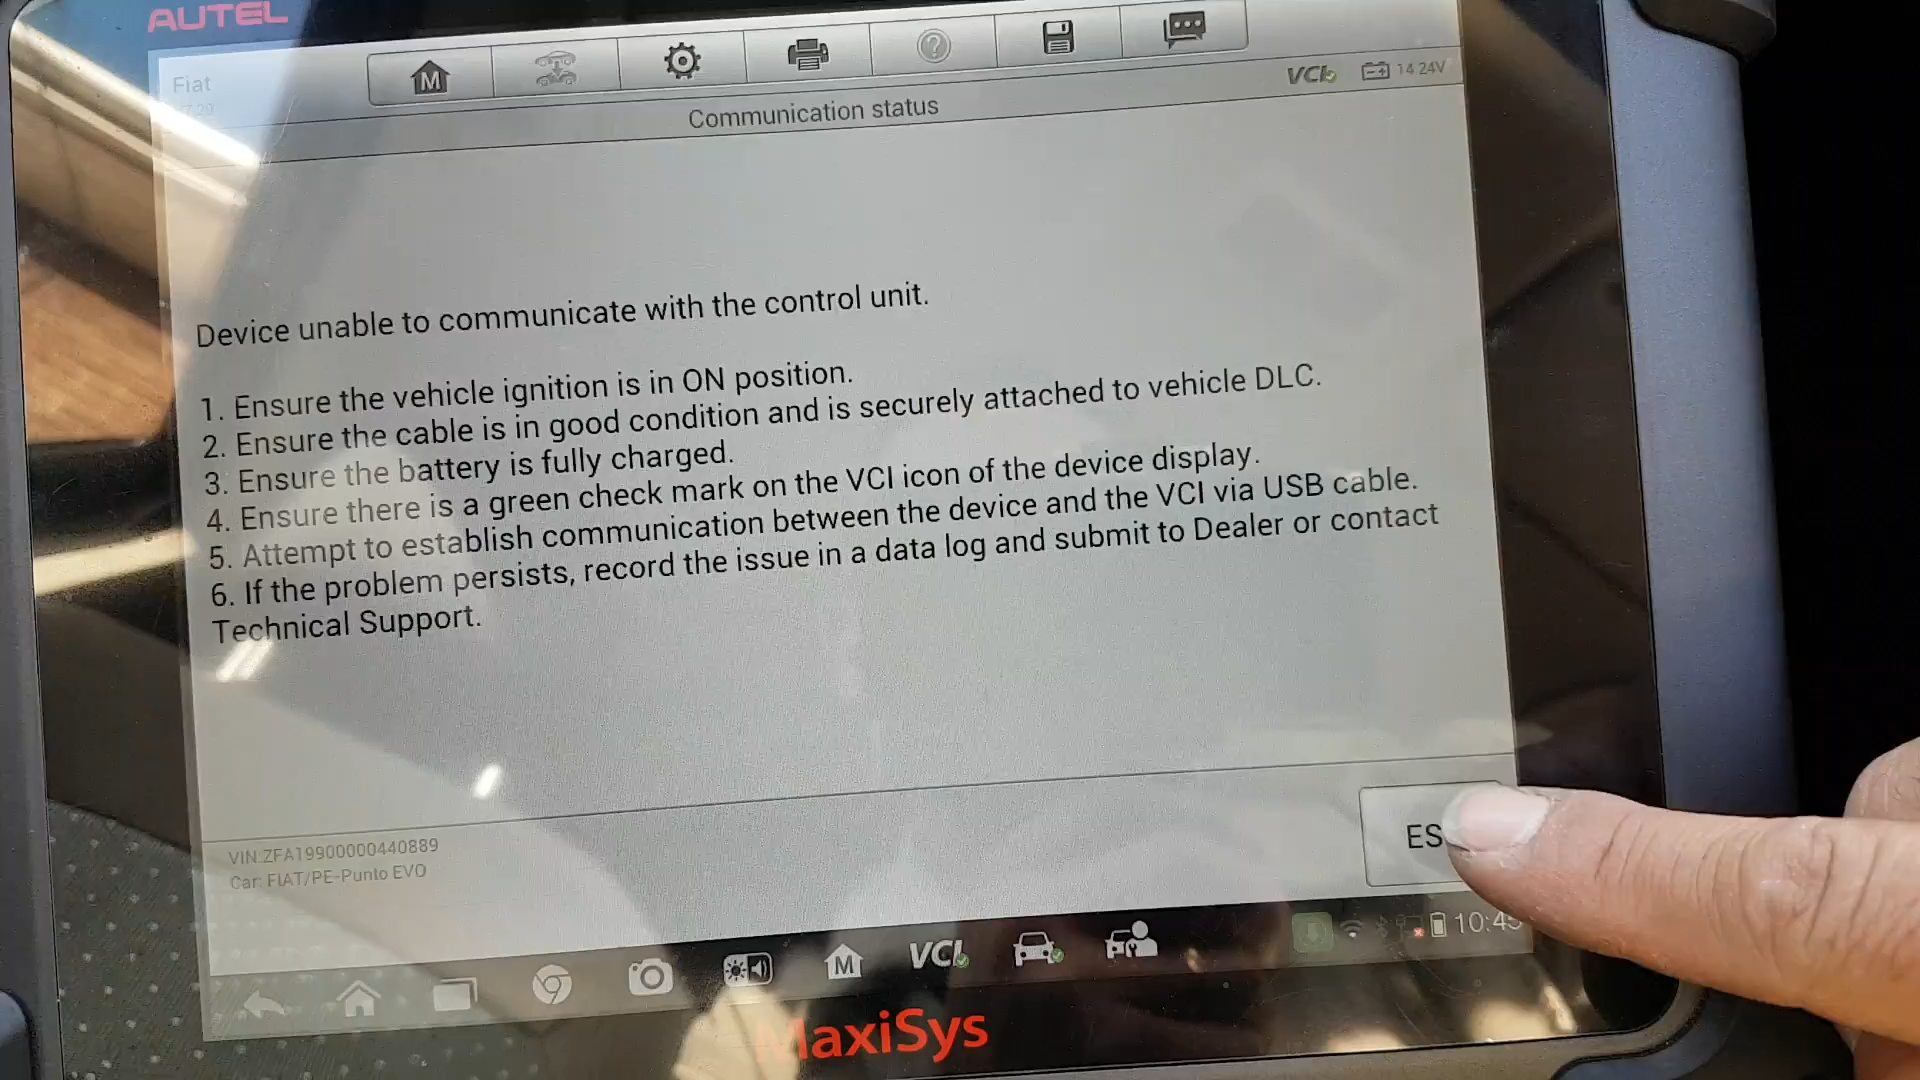 AUTEL
Fiat
M
VCI
14.24V
Communication status
Device unable to communicate with the control unit.
1. Ensure the vehicle ignition is in ON position.
2. Ensure the cable is in good condition and is securely attached to vehicle DLC.
3. Ensure the battery is fully charged.
4. Ensure there is a green check mark on the VCI icon of the device display.
5. Attempt to establish communication between the device and the VCI via USB cable.
6. If the problem persists, record the issue in a data log and submit to Dealer or contact
Technical Support.
ES
VIN:ZFA19900000440889
Car: FIAT/PE-Punto EVO
M
VCI
MaxiSys